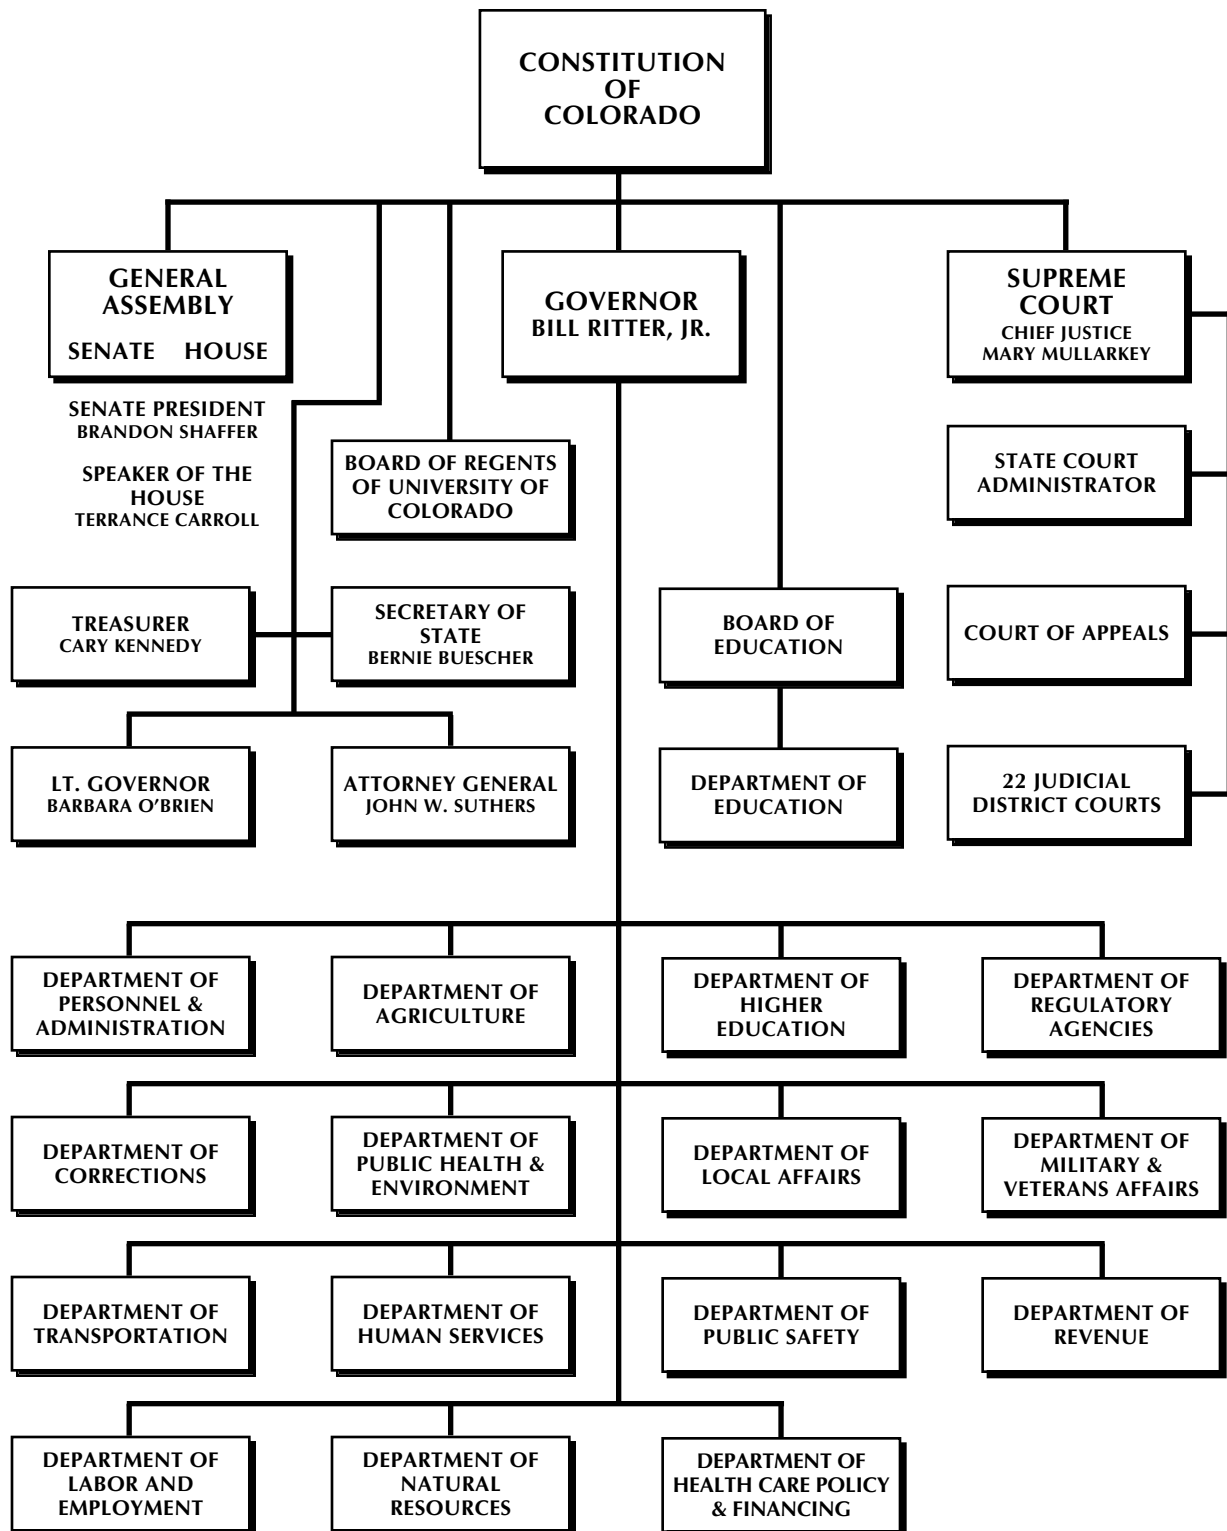 CONSTITUTION
OF
COLORADO
GENERAL
ASSEMBLY
SENATE HOUSE
GOVERNOR
BILL RITTER, JR.
SUPREME
COURT
CHIEF JUSTICE
MARY MULLARKEY
SENATE PRESIDENT
BRANDON SHAFFER
SPEAKER OF THE
HOUSE
TERRANCE CARROLL
BOARD OF REGENTS
OF UNIVERSITY OF
COLORADO
STATE COURT
ADMINISTRATOR
TREASURER
CARY KENNEDY
SECRETARY OF
STATE
BERNIE BUESCHER
BOARD OF
EDUCATION
COURT OF APPEALS
LT. GOVERNOR
BARBARA O’BRIEN
ATTORNEY GENERAL
JOHN W. SUTHERS
DEPARTMENT OF
EDUCATION
22 JUDICIAL
DISTRICT COURTS
DEPARTMENT OF
PERSONNEL &
ADMINISTRATION
DEPARTMENT OF
AGRICULTURE
DEPARTMENT OF
HIGHER
EDUCATION
DEPARTMENT OF
REGULATORY
AGENCIES
DEPARTMENT OF
CORRECTIONS
DEPARTMENT OF
PUBLIC HEALTH &
ENVIRONMENT
DEPARTMENT OF
LOCAL AFFAIRS
DEPARTMENT OF
MILITARY &
VETERANS AFFAIRS
DEPARTMENT OF
TRANSPORTATION
DEPARTMENT OF
HUMAN SERVICES
DEPARTMENT OF
PUBLIC SAFETY
DEPARTMENT OF
REVENUE
DEPARTMENT OF
LABOR AND
EMPLOYMENT
DEPARTMENT OF
NATURAL
RESOURCES
DEPARTMENT OF
HEALTH CARE POLICY
& FINANCING